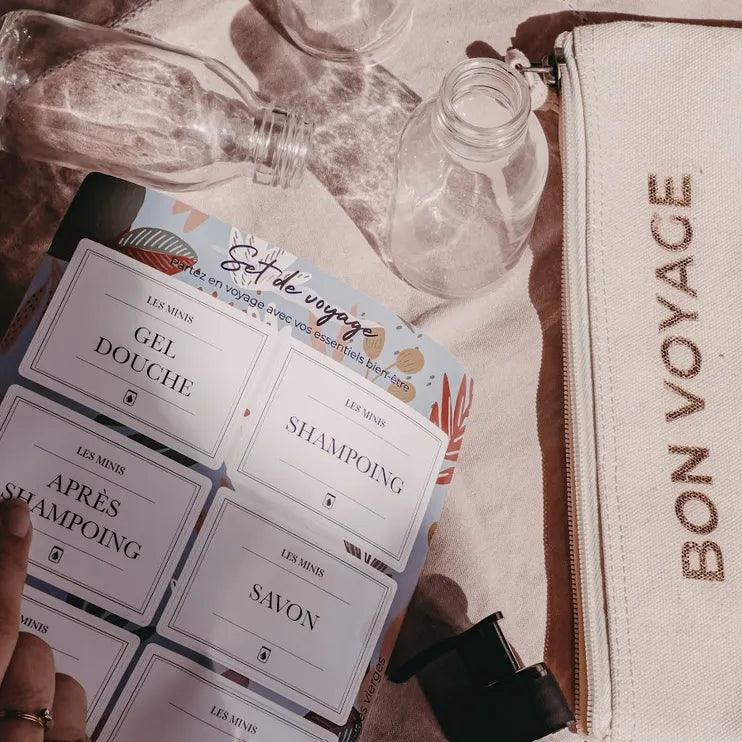 Set de voyage
Partez en voyage avec vos essentiels bien-être
LES MINIS
GEL
DOUCHE
LES MINIS
SHAMPOING
LES MINIS
APRÈS
SHAMPOING
LES MINIS
SAVON
MINIS
LES MINIS
vierges
BON VOYAGE